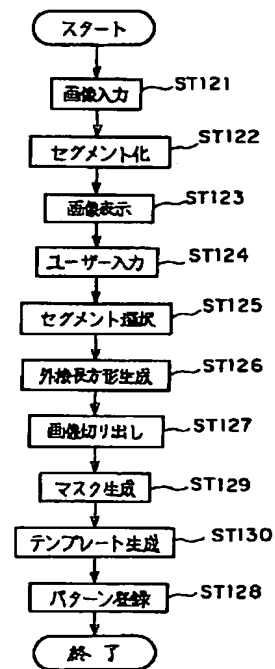 スタート
画像入力 ST121
セグメント化 ST122
画像表示 ST123
ユーザー入力 ST124
セグメント選択 ST125
外接長方形生成 ST126
画像切り出し ST127
マスク生成 ST129
テンプレート生成 ST130
パターン登録 ST128
終了